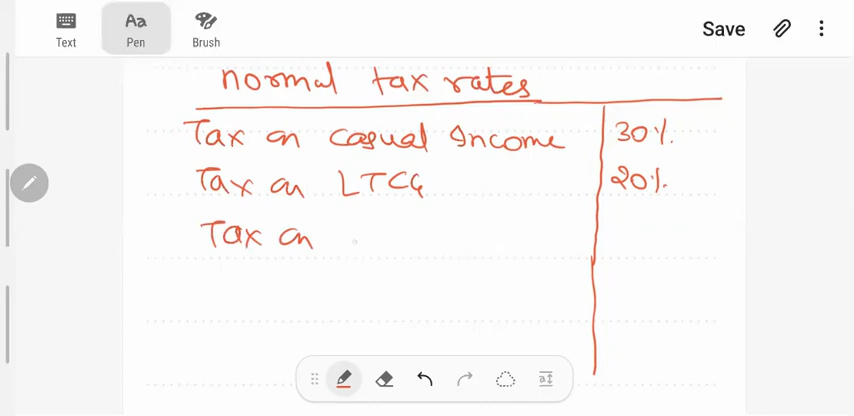 Text
Aa
Pen
Brush
Save
normal tax rates
Tax on casual Income 30%.
Tax on LTCG 20%.
Tax on